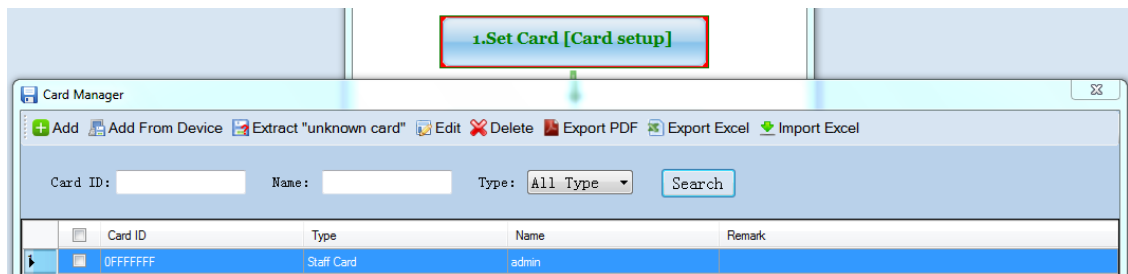 1.Set Card [Card setup]
Card Manager
Add Add From Device Extract "unknown card" Edit Delete Export PDF Export Excel Import Excel
Card ID: Name: Type: All Type Search
Card ID Type Name Remark
0FFFFFFF Staff Card admin